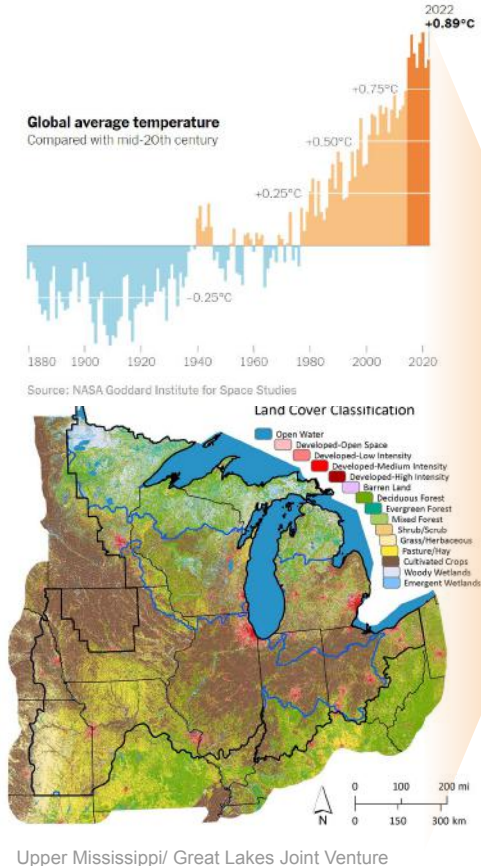 2022
+0.89°C
+0.75°C
Global average temperature
Compared with mid-20th century
+0.50°C
+0.25°C
-0.25°C
1880 1900 1920 1940 1960 1980 2000 2020
Source: NASA Goddard Institute for Space Studies
Land Cover Classification
Open Water
Developed-Open Space
Developed-Low Intensity
Developed-Medium Intensity
Developed-High Intensity
Barren Land
Deciduous Forest
Evergreen Forest
Mixed Forest
Shrub/Scrub
Grass/Herbaceous
Pasture/Hay
Cultivated Crops
Woody Wetlands
Emergent Wetlands
0 100 200 mi
N
0 150 300 km
Upper Mississippi/ Great Lakes Joint Venture